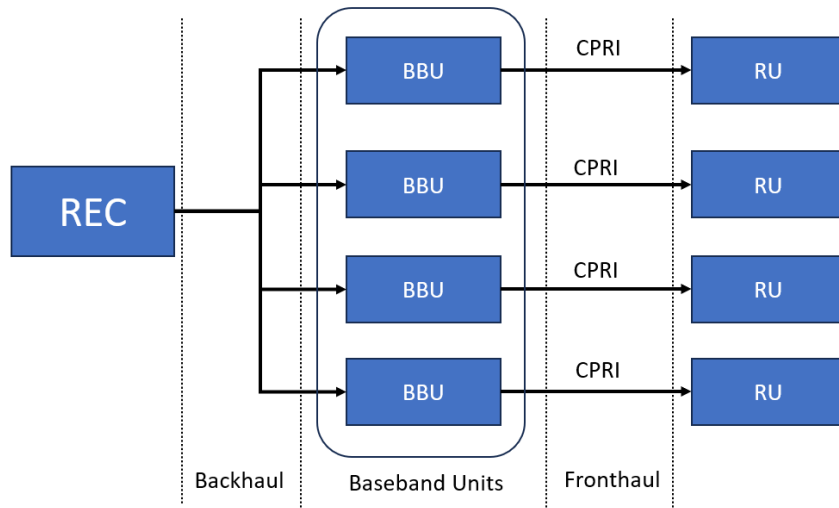 CPRI
BBU
RU
REC
CPRI
BBU
RU
CPRI
BBU
RU
CPRI
BBU
RU
Backhaul
Baseband Units
Fronthaul